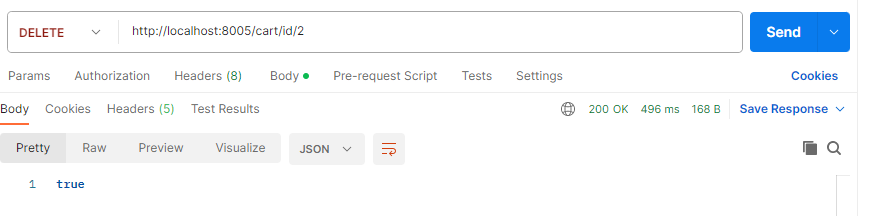 DELETE http://localhost:8005/cart/id/2 Send
Params Authorization Headers (8) Body Pre-request Script Tests Settings Cookies
Body Cookies Headers (5) Test Results 200 OK 496 ms 168 B Save Response
Pretty Raw Preview Visualize JSON
1 true